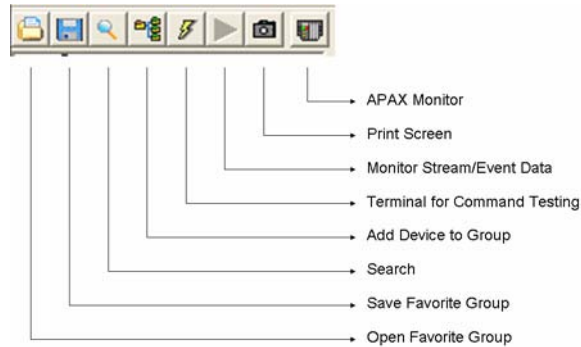 APAX Monitor
Print Screen
Monitor Stream/Event Data
Terminal for Command Testing
Add Device to Group
Search
Save Favorite Group
Open Favorite Group